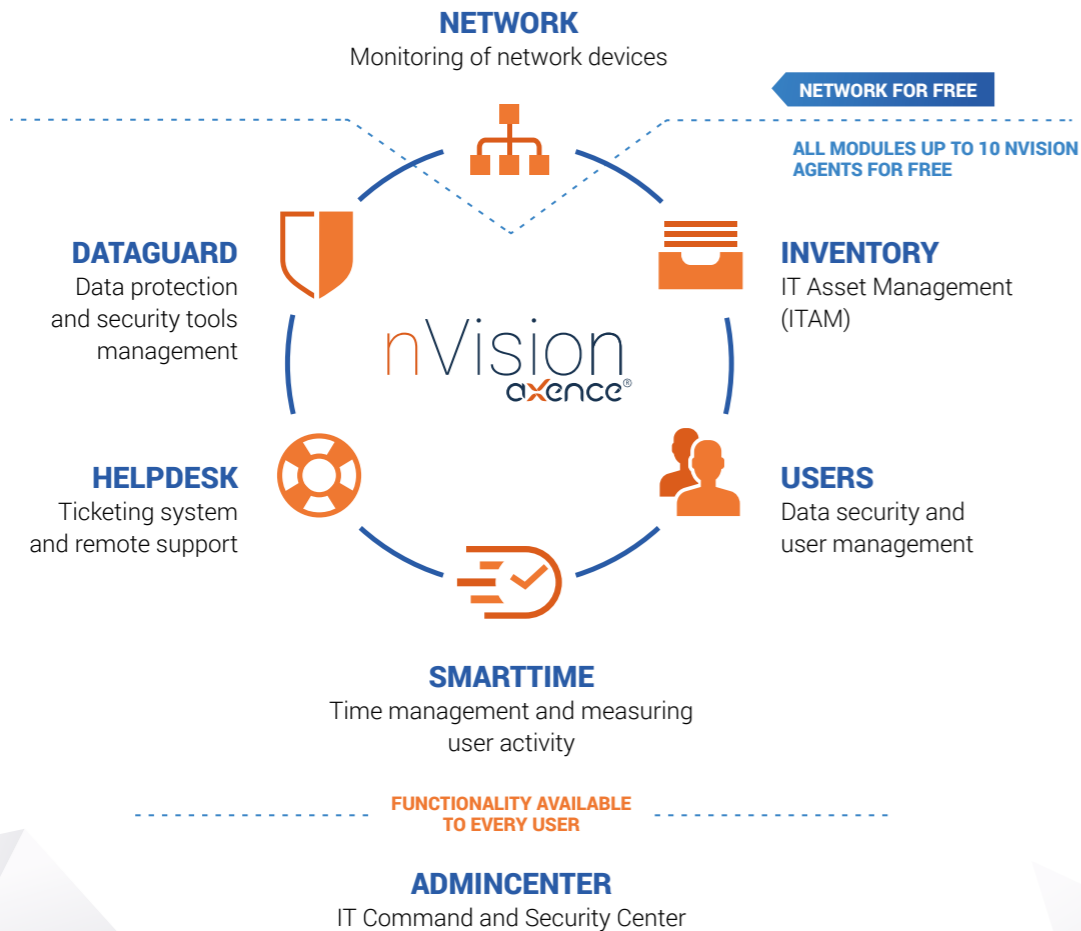 NETWORK
Monitoring of network devices
NETWORK FOR FREE
ALL MODULES UP TO 10 NVISION
AGENTS FOR FREE
DATAGUARD
Data protection
and security tools
management
INVENTORY
IT Asset Management
(ITAM)
nVision
axence®
HELPDESK
Ticketing system
and remote support
USERS
Data security and
user management
SMARTTIME
Time management and measuring
user activity
FUNCTIONALITY AVAILABLE
TO EVERY USER
ADMINCENTER
IT Command and Security Center